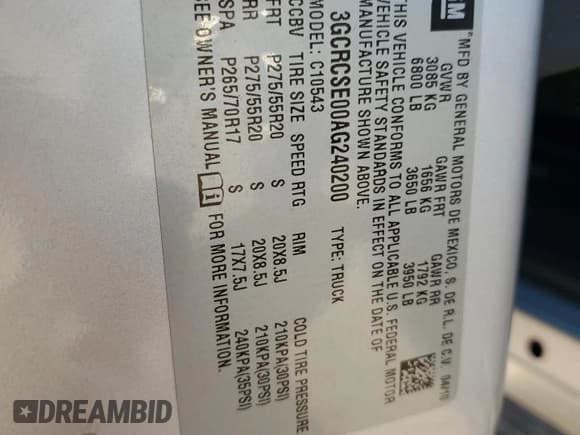 GM
MFD BY GENERAL MOTORS DE MEXICO, S. DE R.L. DE C.V. 04/10
GVWR GAWR FRT GAWR RR
3085 KG 1656 KG 1792 KG
6800 LB 3650 LB 3950 LB
THIS VEHICLE CONFORMS TO ALL APPLICABLE U.S. FEDERAL MOTOR
VEHICLE SAFETY STANDARDS IN EFFECT ON THE DATE OF
MANUFACTURE SHOWN ABOVE.
3GCRCSE00AG240200 TYPE: TRUCK
CCBV C10543
TIRE SIZE SPEED RTG RIM COLD TIRE PRESSURE
FRT P275/55R20 S 20X8.5J 210KPA(30PSI)
RR P275/55R20 S 20X8.5J 210KPA(30PSI)
SPA P265/70R17 S 17X7.5J 240KPA(35PSI)
SEE OWNER'S MANUAL i FOR MORE INFORMATION.
DREAMBID